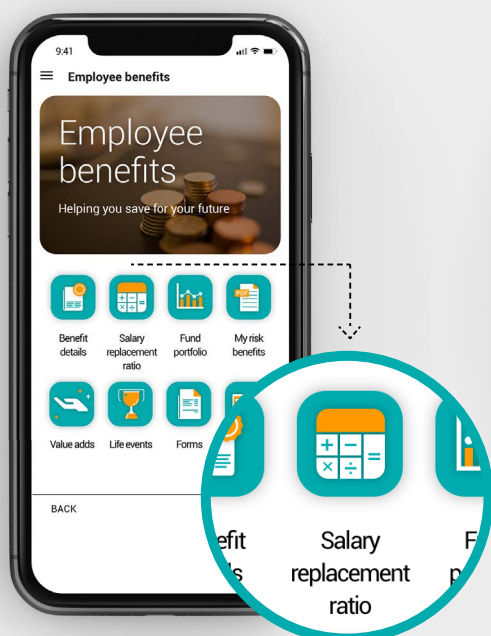 9:41
Employee benefits
Employee
benefits
Helping you save for your future
Benefit
details
Salary
replacement
ratio
Fund
portfolio
PDF
My risk
benefits
Value adds
Life events
Forms
BACK
Salary
replacement
ratio